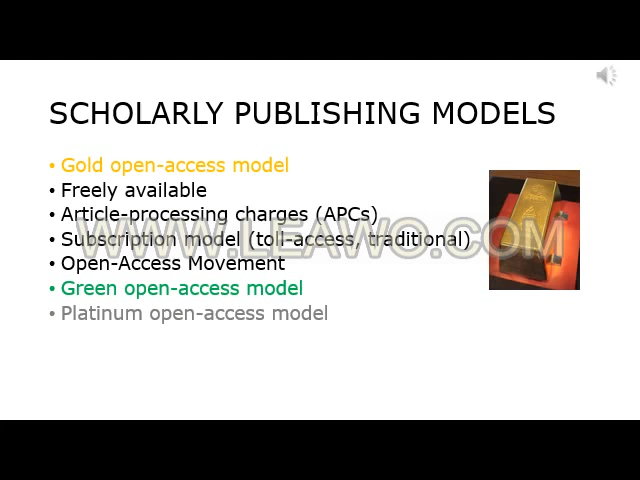 SCHOLARLY PUBLISHING MODELS
• Gold open-access model
• Freely available
• Article-processing charges (APCs)
• Subscription model (toll-access, traditional)
• Open-Access Movement
• Green open-access model
• Platinum open-access model
WWW.LEAWO.COM